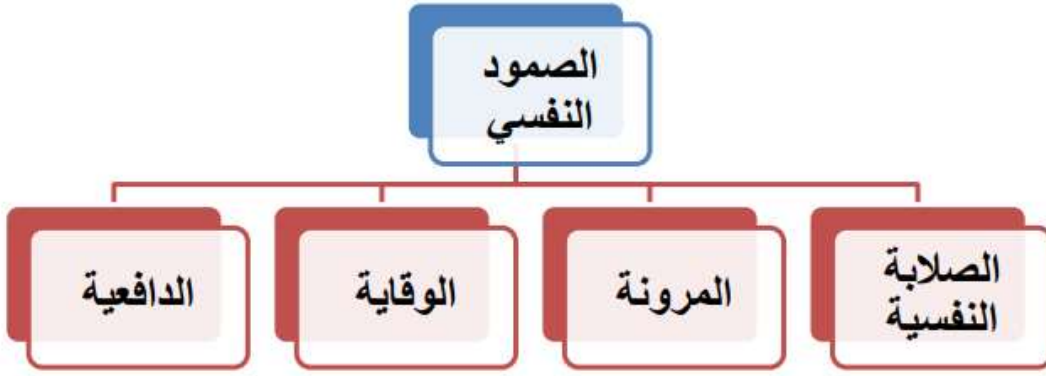 الصمود
النفسي
الصلابة
النفسية
المرونة
الوقاية
الدافعية